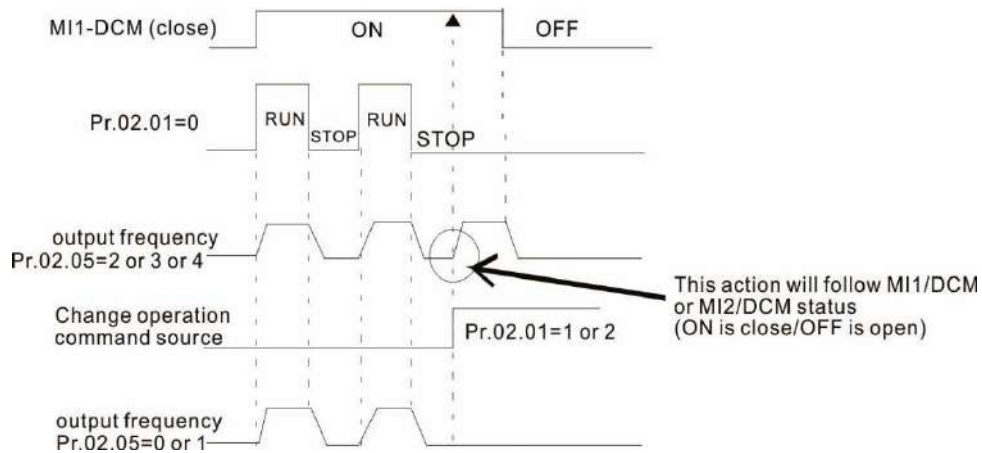 MI1-DCM (close)
ON
OFF
Pr.02.01=0
RUN
STOP
RUN
STOP
output frequency
Pr.02.05=2 or 3 or 4
This action will follow MI1/DCM
or MI2/DCM status
(ON is close/OFF is open)
Change operation
command source
Pr.02.01=1 or 2
output frequency
Pr.02.05=0 or 1